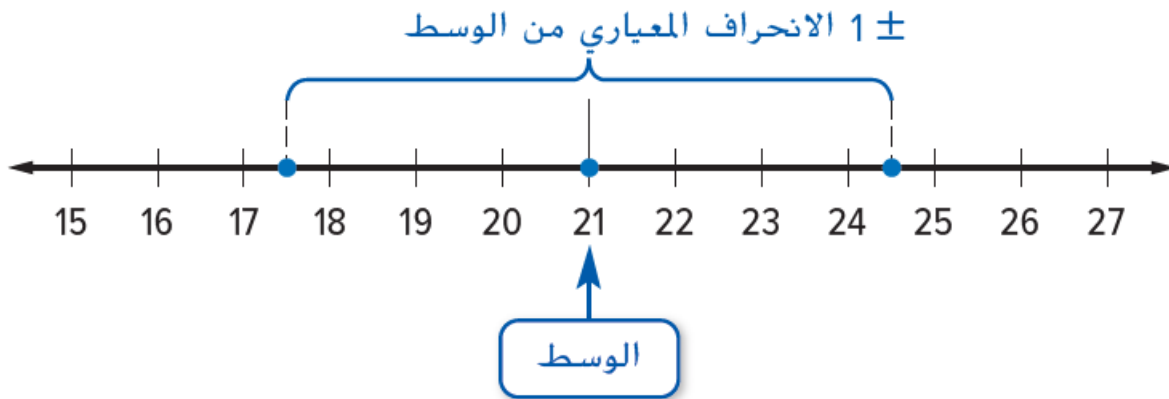 ± 1 الانحراف المعياري من الوسط
15 16 17 18 19 20 21 22 23 24 25 26 27
الوسط